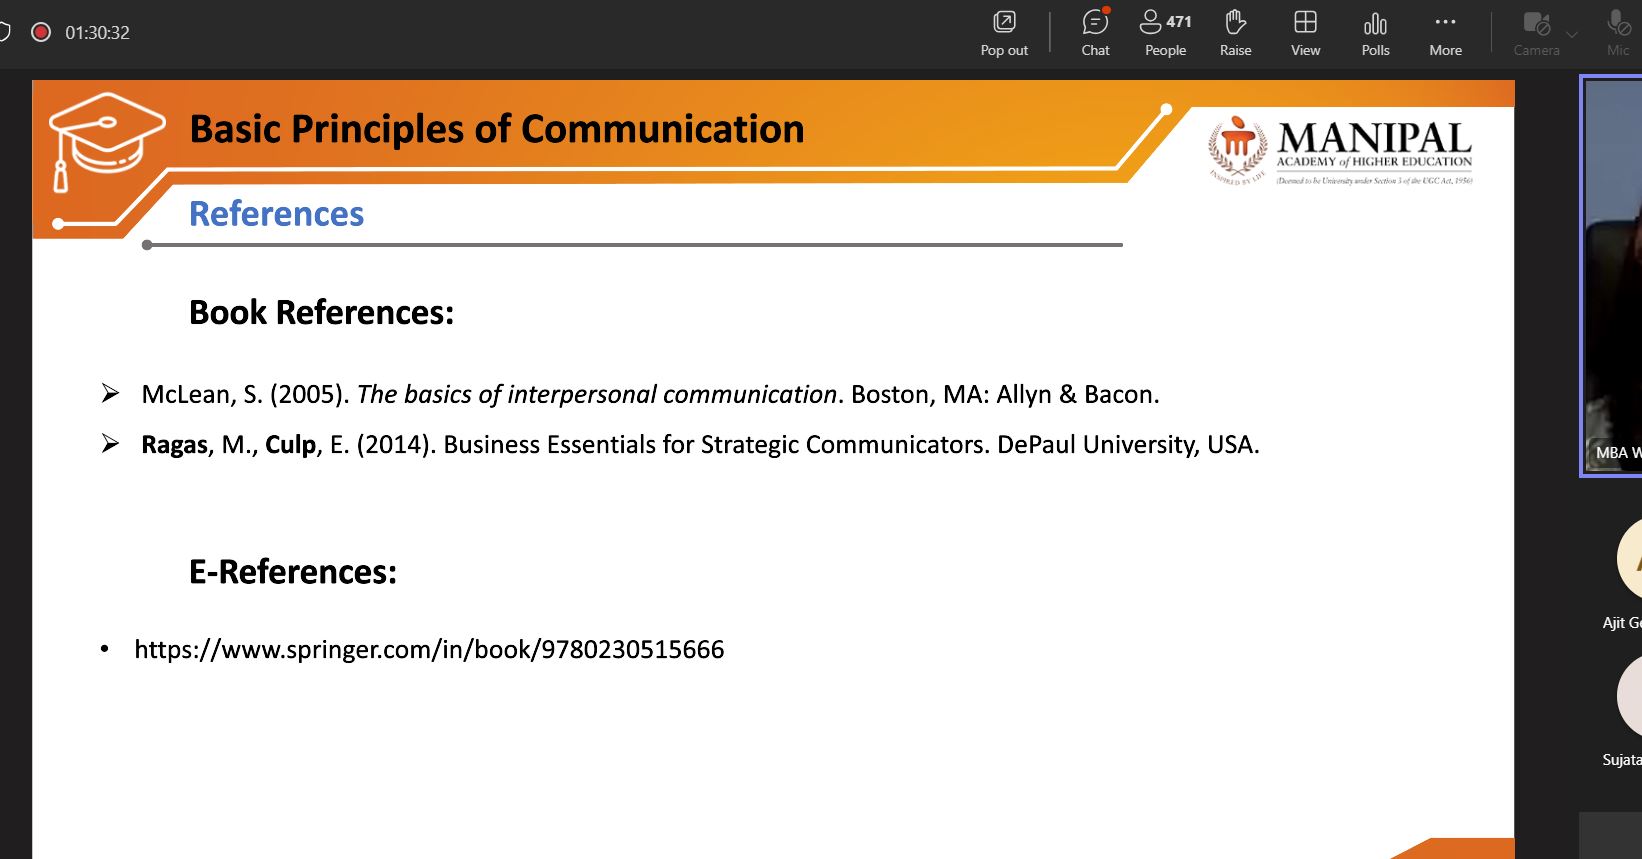 01:30:32
471
Pop out Chat People Raise View Polls More Camera Mic
Basic Principles of Communication
MANIPAL
ACADEMY of HIGHER EDUCATION
(Deemed to be University under Section 3 of the UGC Act, 1956)
INSPIRED BY LIFE
References
Book References:
➢ McLean, S. (2005). The basics of interpersonal communication. Boston, MA: Allyn & Bacon.
➢ Ragas, M., Culp, E. (2014). Business Essentials for Strategic Communicators. DePaul University, USA.
E-References:
• https://www.springer.com/in/book/9780230515666
MBA W
Ajit G
Sujata